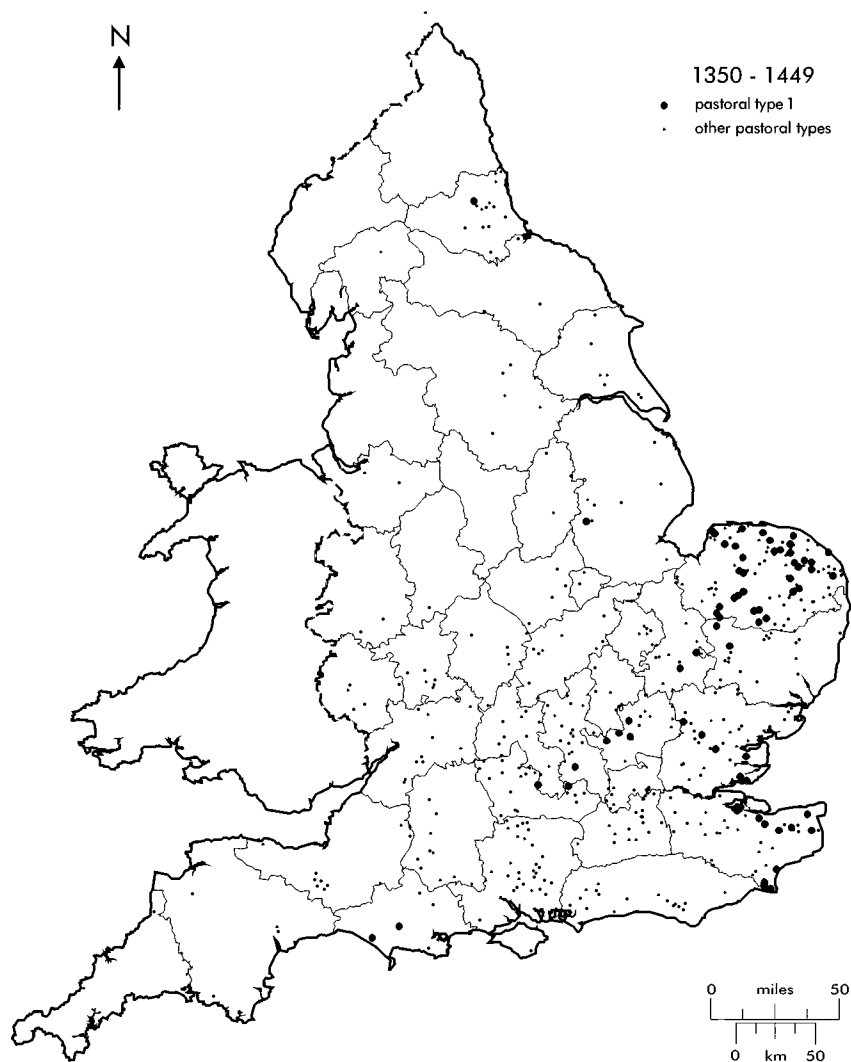 N
1350 - 1449
pastoral type 1
other pastoral types
0 miles 50
0 km 50